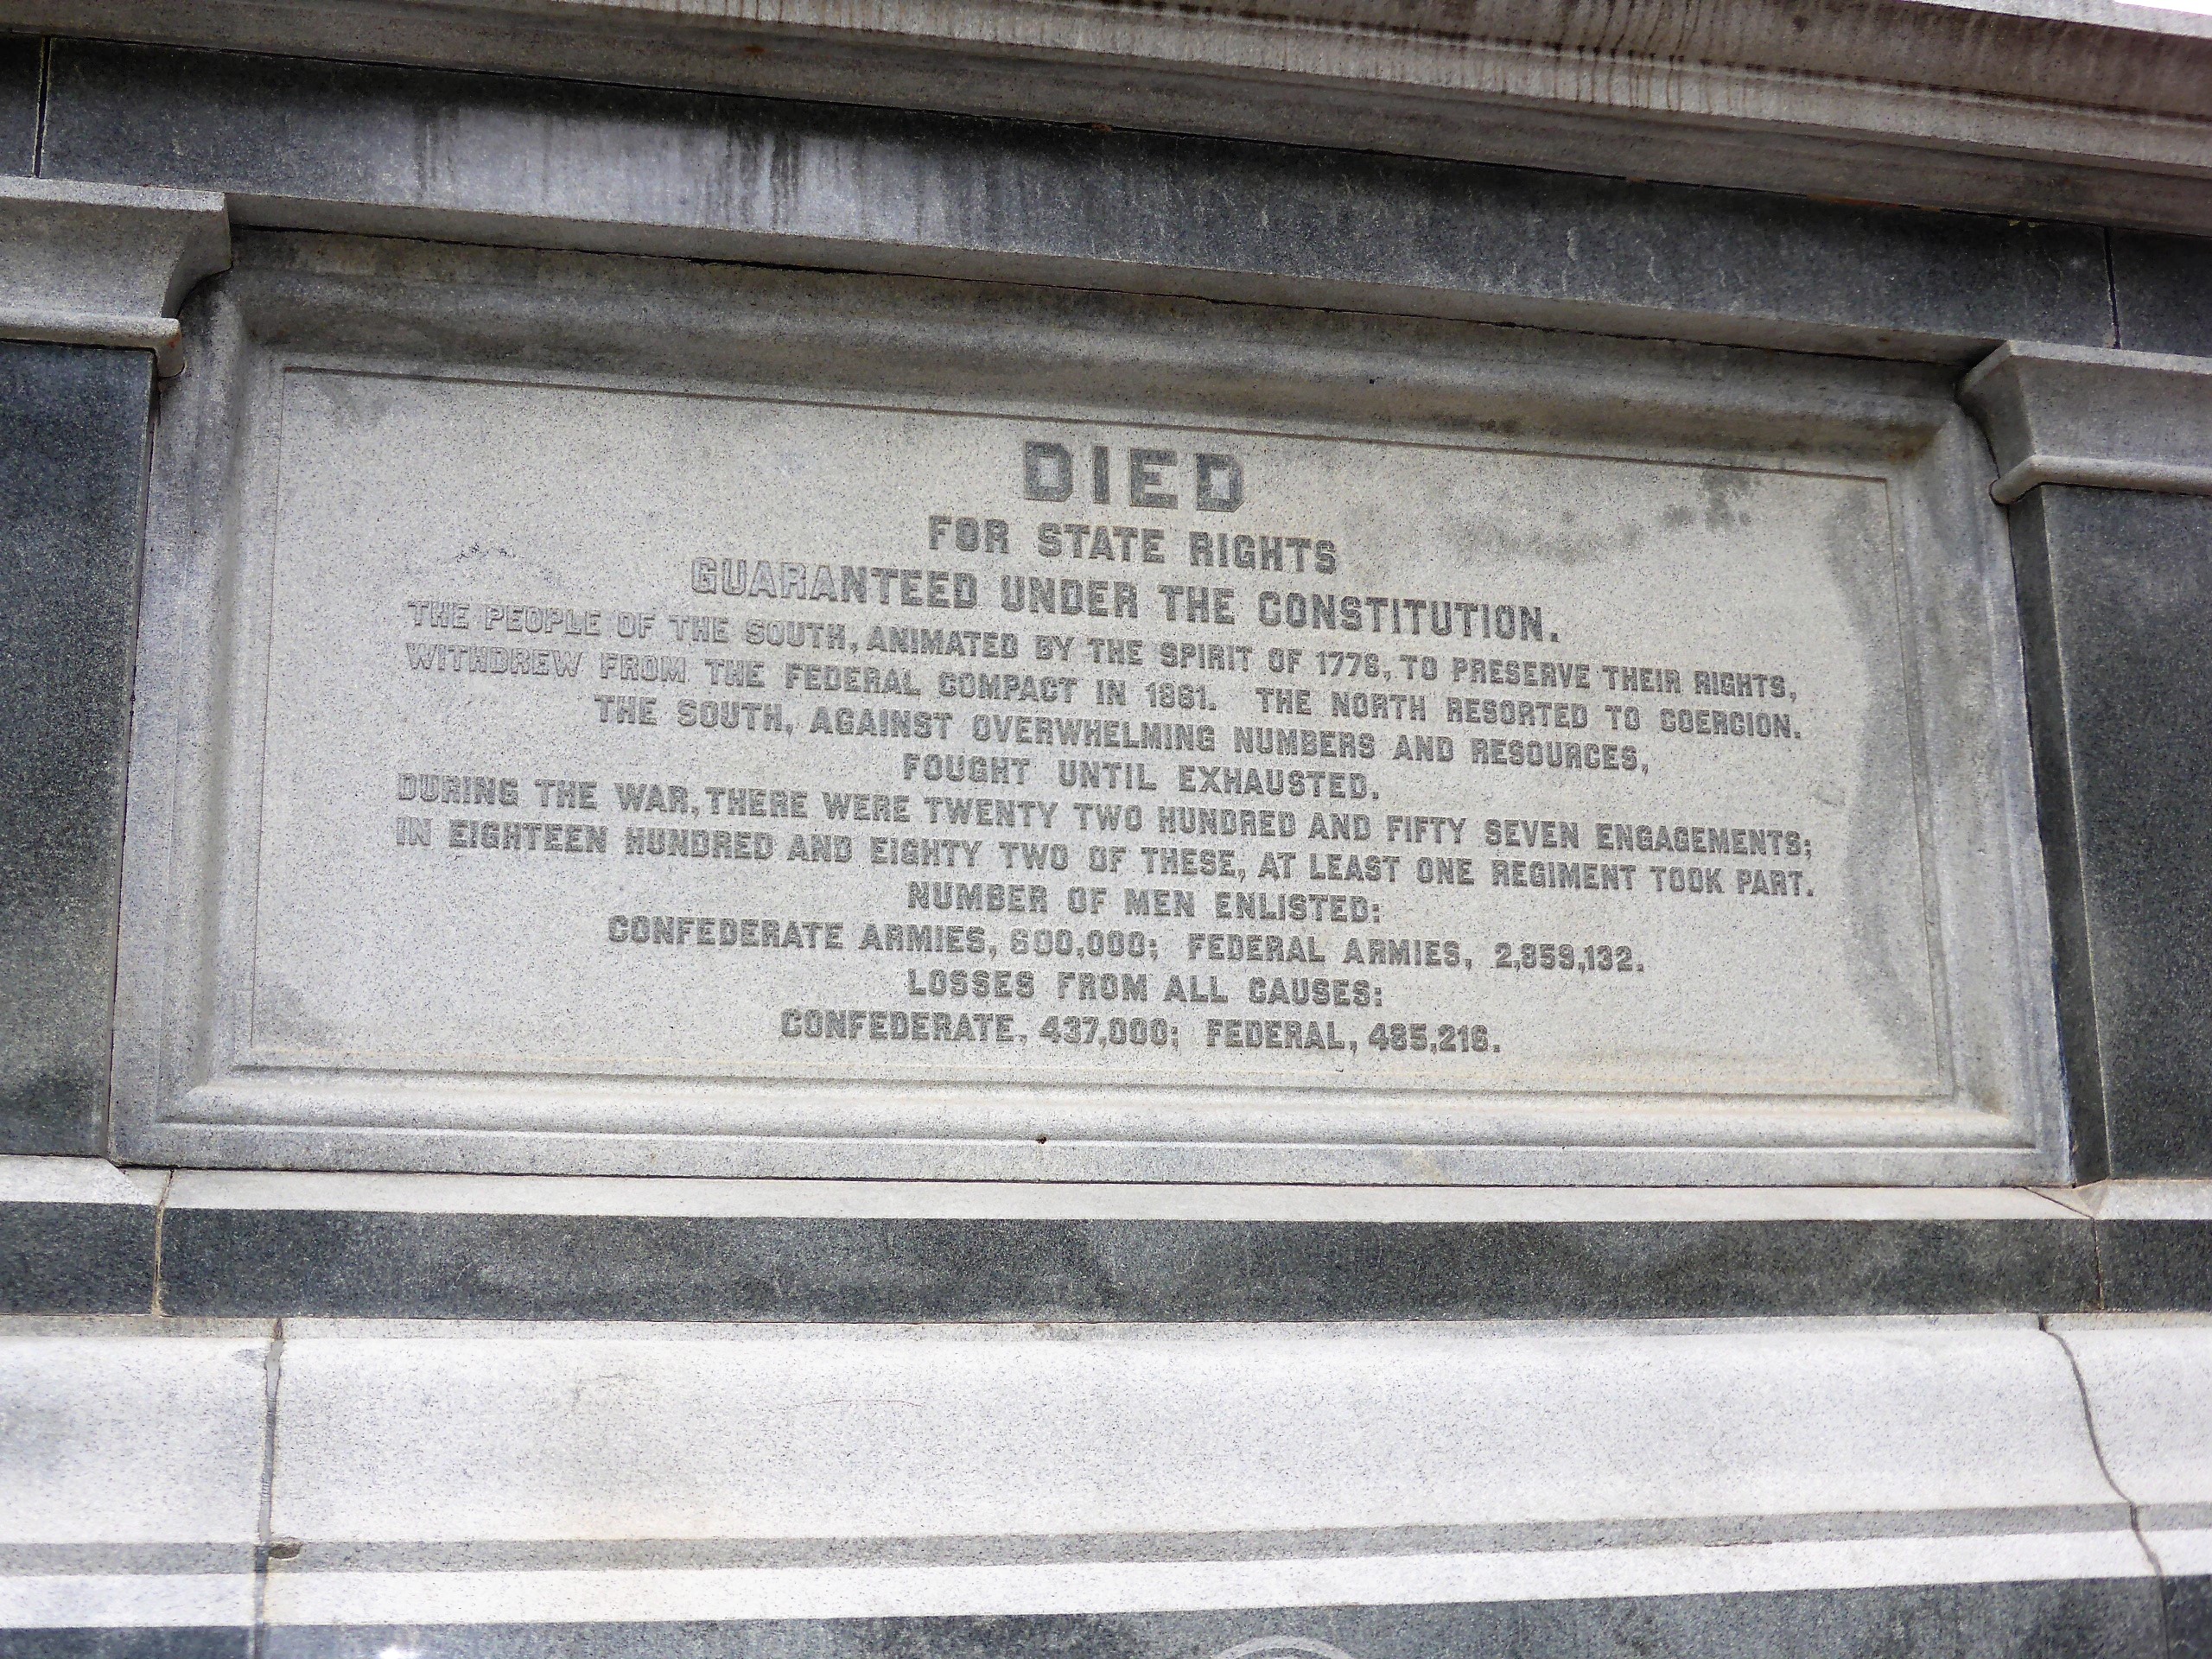 DIED
FOR STATE RIGHTS
GUARANTEED UNDER THE CONSTITUTION.
THE PEOPLE OF THE SOUTH, ANIMATED BY THE SPIRIT OF 1776, TO PRESERVE THEIR RIGHTS,
WITHDREW FROM THE FEDERAL COMPACT IN 1861. THE NORTH RESORTED TO COERCION.
THE SOUTH, AGAINST OVERWHELMING NUMBERS AND RESOURCES,
FOUGHT UNTIL EXHAUSTED.
DURING THE WAR, THERE WERE TWENTY TWO HUNDRED AND FIFTY SEVEN ENGAGEMENTS;
IN EIGHTEEN HUNDRED AND EIGHTY TWO OF THESE, AT LEAST ONE REGIMENT TOOK PART.
NUMBER OF MEN ENLISTED:
CONFEDERATE ARMIES, 600,000; FEDERAL ARMIES, 2,859,132.
LOSSES FROM ALL CAUSES:
CONFEDERATE, 437,000; FEDERAL, 485,216.